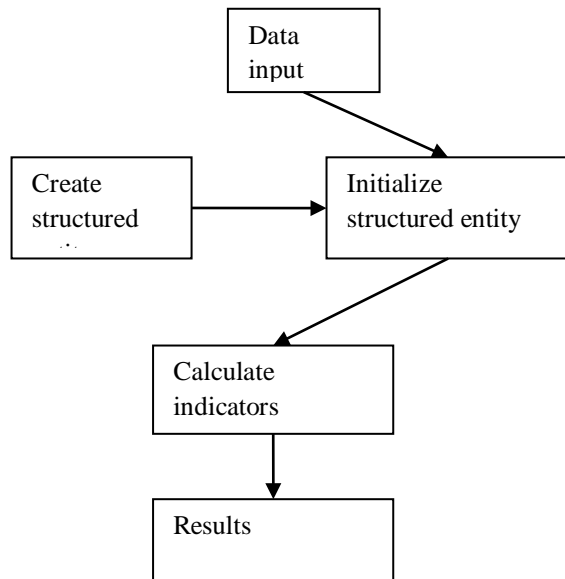 Data
input
Create
structured
Initialize
structured entity
Calculate
indicators
Results